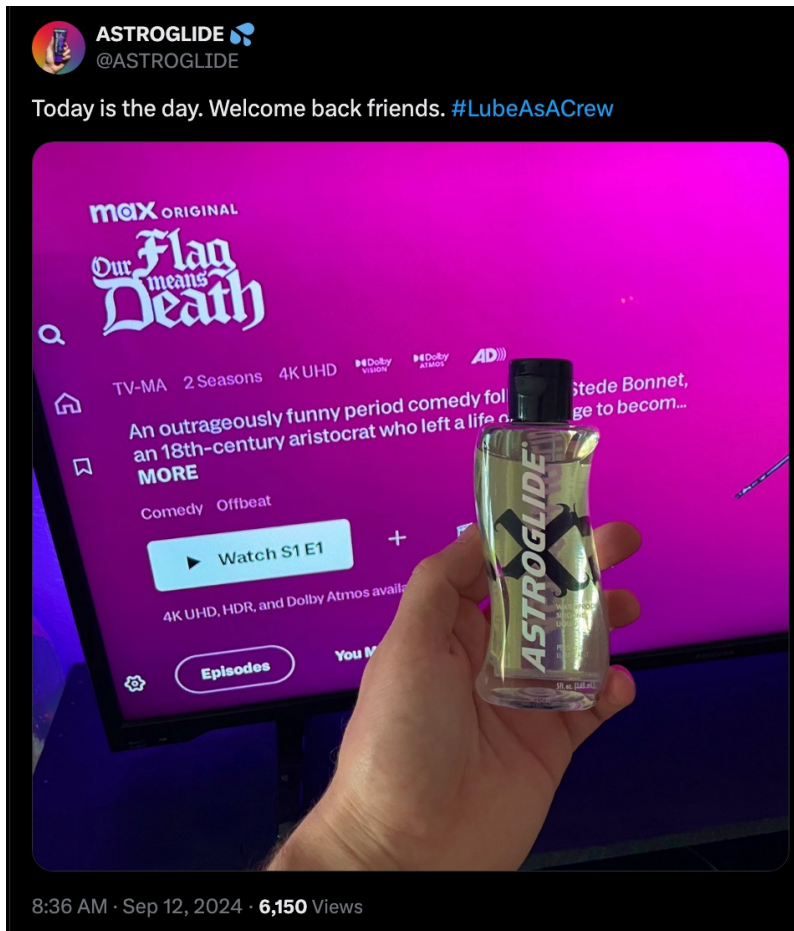 ASTROGLIDE 💦
@ASTROGLIDE
Today is the day. Welcome back friends. #LubeAsACrew
max ORIGINAL
Our Flag
means
Death
TV-MA 2 Seasons 4K UHD Dolby VISION Dolby ATMOS AD
An outrageously funny period comedy fol Stede Bonnet,
an 18th-century aristocrat who left a life o ge to becom...
MORE
Comedy Offbeat
Watch S1 E1
4K UHD, HDR, and Dolby Atmos availa
Episodes You M
ASTROGLIDE
X
8:36 AM · Sep 12, 2024 · 6,150 Views